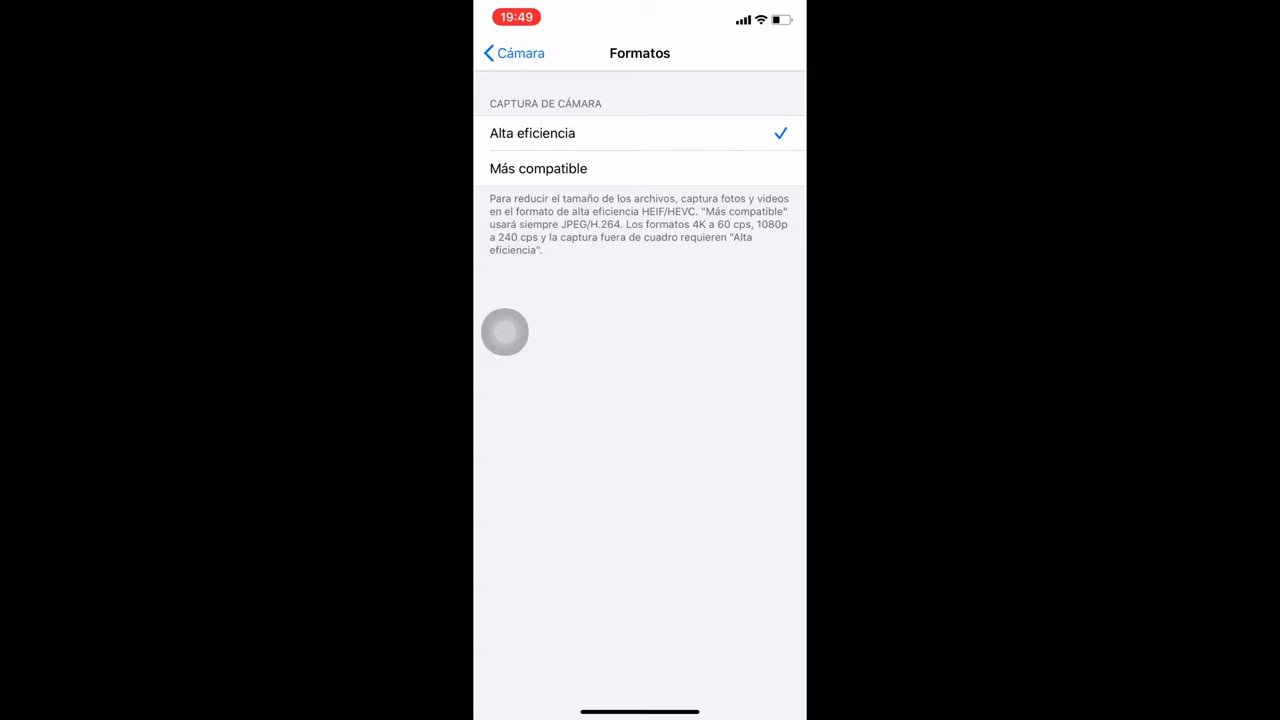 19:49
Cámara
Formatos
CAPTURA DE CÁMARA
Alta eficiencia
Más compatible
Para reducir el tamaño de los archivos, captura fotos y videos
en el formato de alta eficiencia HEIF/HEVC. "Más compatible"
usará siempre JPEG/H.264. Los formatos 4K a 60 cps, 1080p
a 240 cps y la captura fuera de cuadro requieren "Alta
eficiencia".